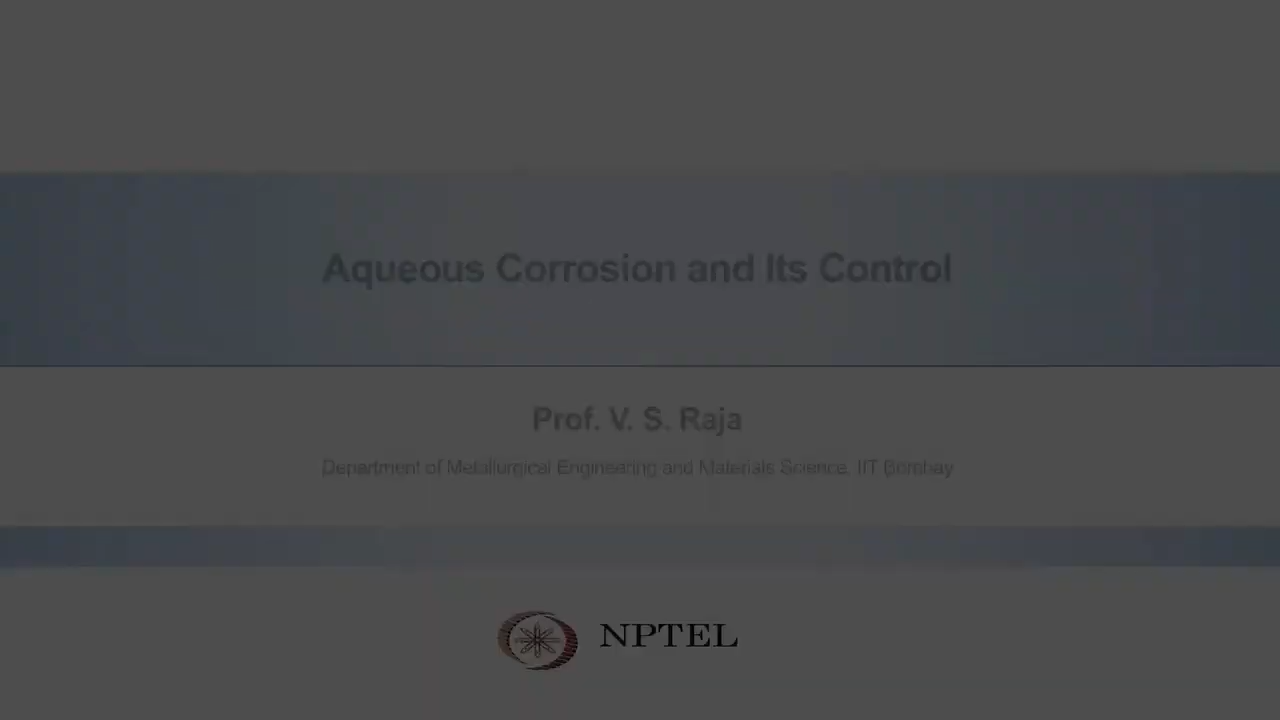 Aqueous Corrosion and Its Control
Prof. V. S. Raja
Department of Metallurgical Engineering and Materials Science, IIT Bombay
NPTEL